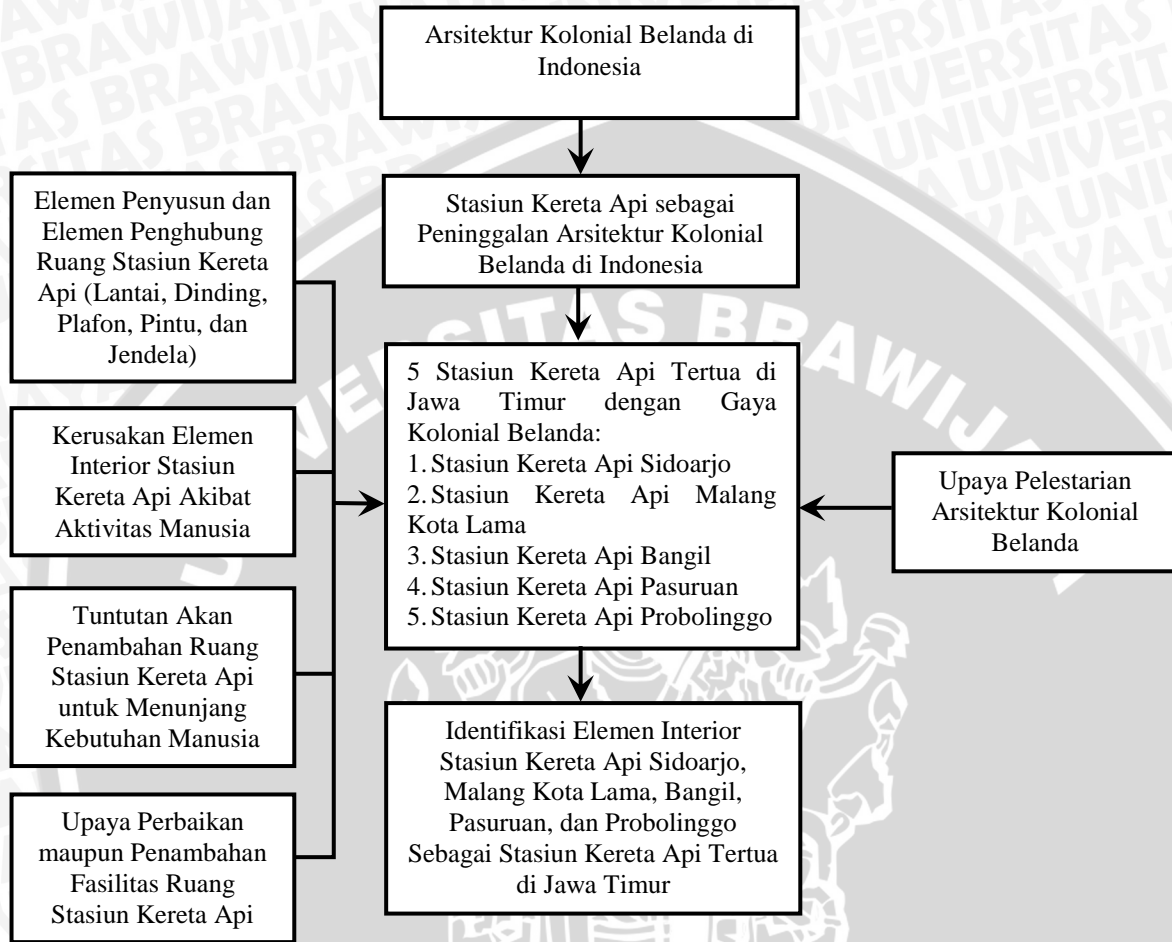 Arsitektur Kolonial Belanda di
Indonesia
Stasiun Kereta Api sebagai
Peninggalan Arsitektur Kolonial
Belanda di Indonesia
Elemen Penyusun dan
Elemen Penghubung
Ruang Stasiun Kereta
Api (Lantai, Dinding,
Plafon, Pintu, dan
Jendela)
Kerusakan Elemen
Interior Stasiun
Kereta Api Akibat
Aktivitas Manusia
Tuntutan Akan
Penambahan Ruang
Stasiun Kereta Api
untuk Menunjang
Kebutuhan Manusia
Upaya Perbaikan
maupun Penambahan
Fasilitas Ruang
Stasiun Kereta Api
5 Stasiun Kereta Api Tertua di
Jawa Timur dengan Gaya
Kolonial Belanda:
1. Stasiun Kereta Api Sidoarjo
2. Stasiun Kereta Api Malang
Kota Lama
3. Stasiun Kereta Api Bangil
4. Stasiun Kereta Api Pasuruan
5. Stasiun Kereta Api Probolinggo
Upaya Pelestarian
Arsitektur Kolonial
Belanda
Identifikasi Elemen Interior
Stasiun Kereta Api Sidoarjo,
Malang Kota Lama, Bangil,
Pasuruan, dan Probolinggo
Sebagai Stasiun Kereta Api Tertua
di Jawa Timur